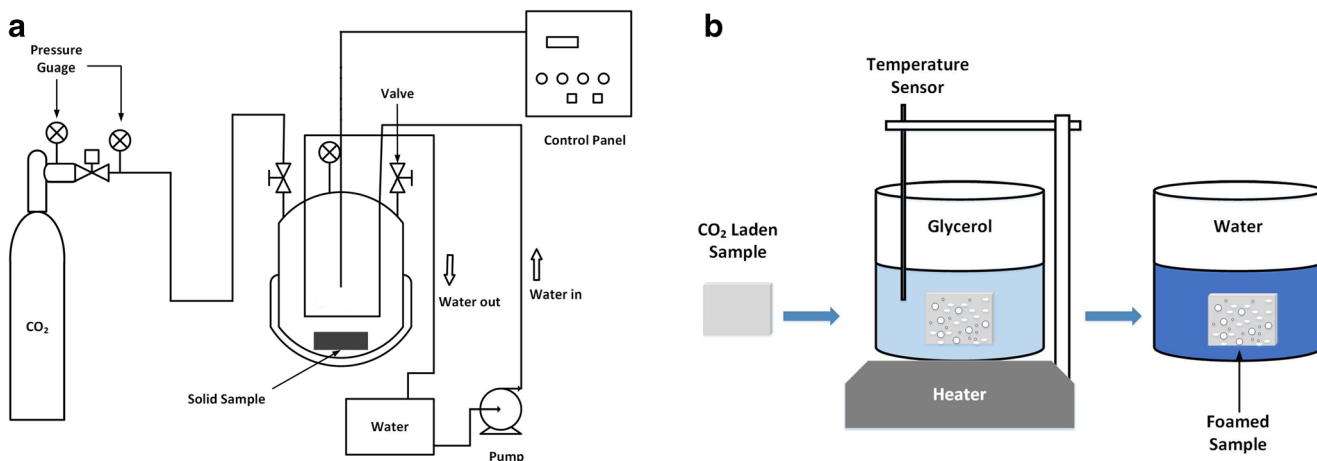 a
Pressure
Guage
Valve
Control Panel
CO₂
Water out
Water in
Solid Sample
Water
Pump
b
Temperature
Sensor
CO₂ Laden
Sample
Glycerol
Water
Heater
Foamed
Sample